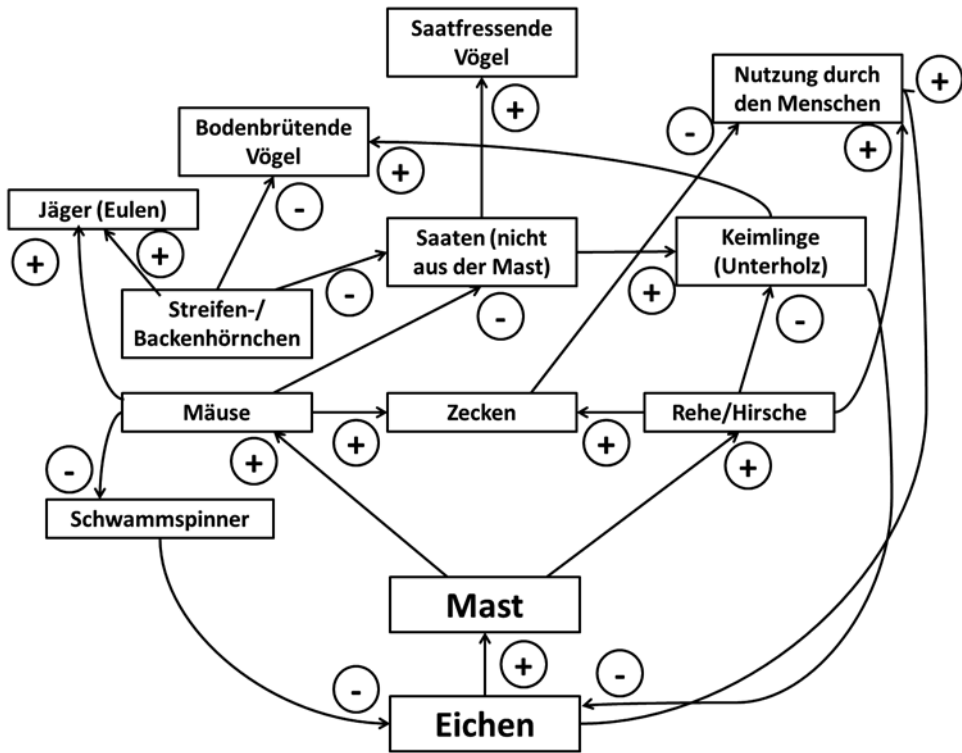 Saatfressende
Vögel
Nutzung durch
den Menschen
+
+
-
+
Bodenbrütende
Vögel
+
-
Jäger (Eulen)
+
+
Saaten (nicht
aus der Mast)
Keimlinge
(Unterholz)
-
+
-
-
Streifen-/
Backenhörnchen
Mäuse
Zecken
Rehe/Hirsche
+
+
+
+
-
Schwammspinner
Mast
+
-
-
Eichen